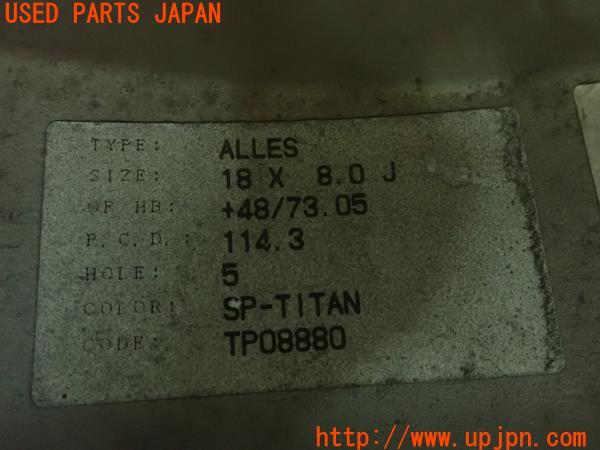 USED PARTS JAPAN
TYPE: ALLES
SIZE: 18 X 8.0 J
OF HB: +48/73.05
P.C.D.: 114.3
HOLE: 5
COLOR: SP-TITAN
CODE: TP08880
http://www.upjpn.com/